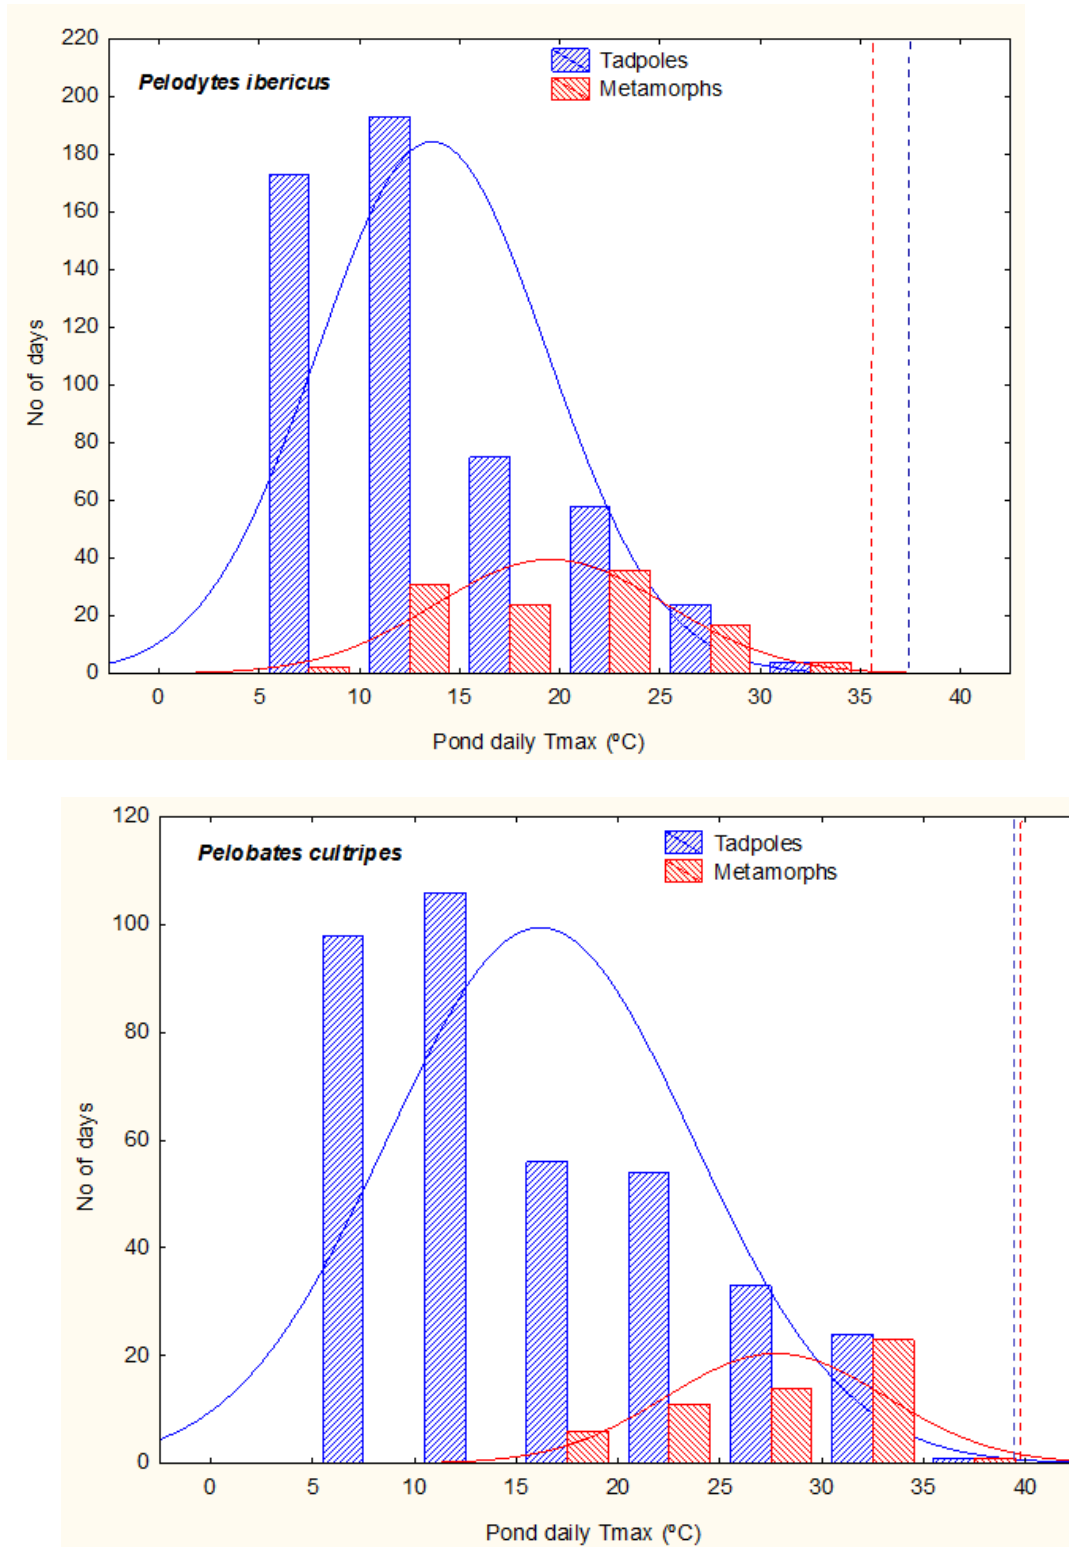 220
200
180
160
140
120
100
80
60
40
20
0
No of days
Pelodytes ibericus
Tadpoles
Metamorphs
0 5 10 15 20 25 30 35 40
Pond daily Tmax (ºC)
120
100
80
60
40
20
0
No of days
Pelobates cultripes
Tadpoles
Metamorphs
0 5 10 15 20 25 30 35 40
Pond daily Tmax (ºC)